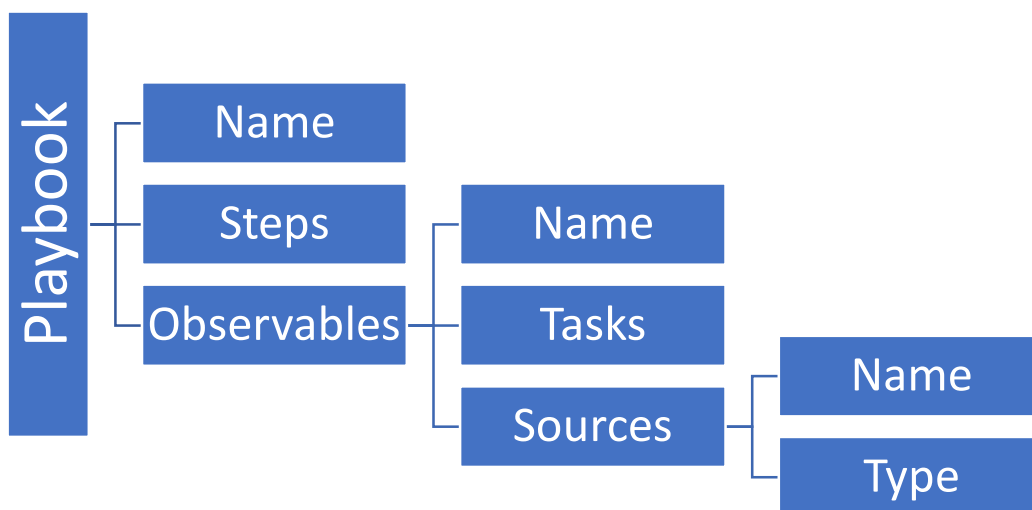 Playbook
Name
Steps
Observables
Name
Tasks
Sources
Name
Type